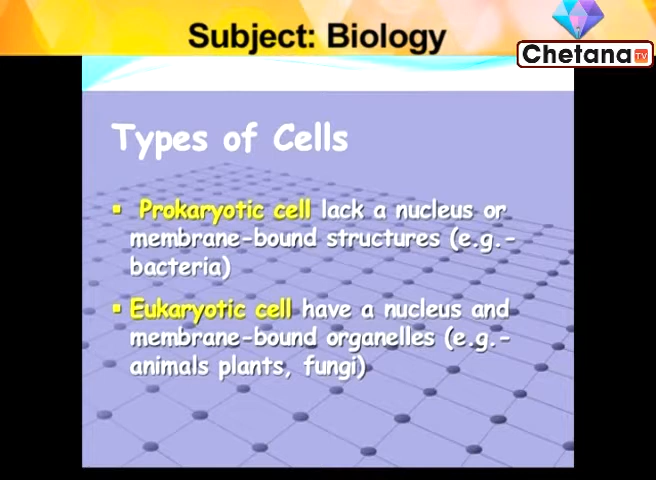 Subject: Biology
Chetana TV
Types of Cells
Prokaryotic cell lack a nucleus or
membrane-bound structures (e.g.-
bacteria)
Eukaryotic cell have a nucleus and
membrane-bound organelles (e.g.-
animals plants, fungi)